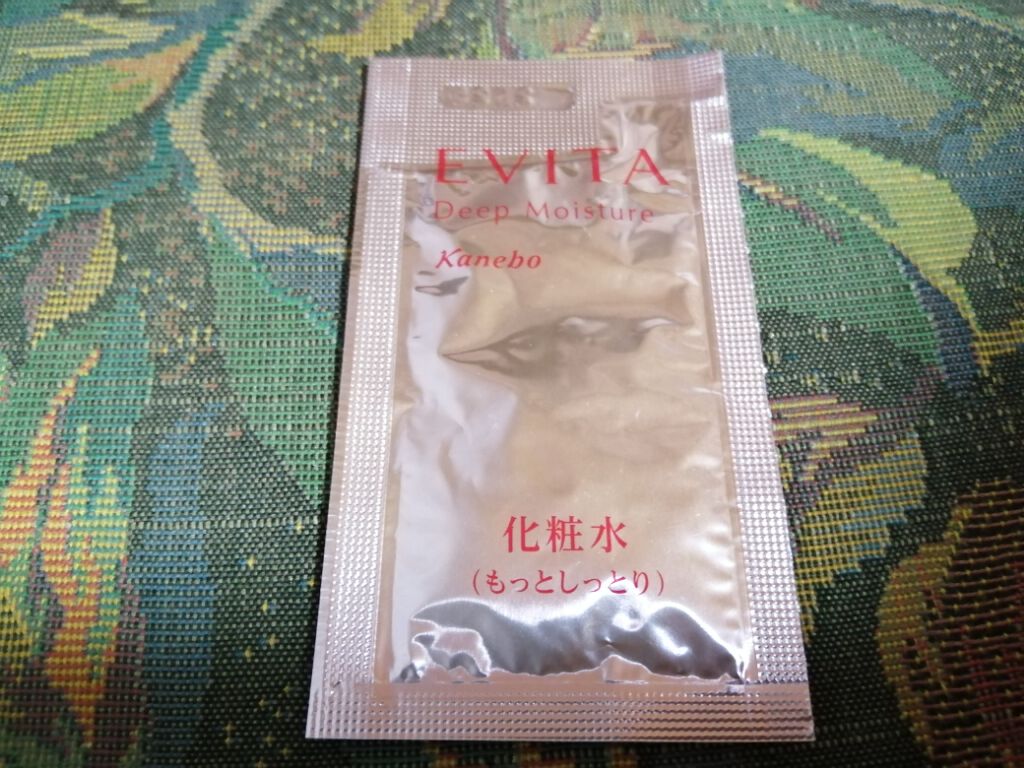 EVITA
Deep Moisture
Kanebo
化粧水
(もっとしっとり)